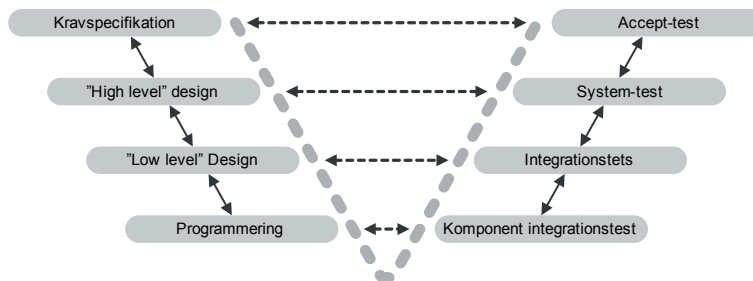 Kravspecifikation
Accept-test
”High level” design
System-test
”Low level” Design
Integrationstets
Programmering
Komponent integrationstest